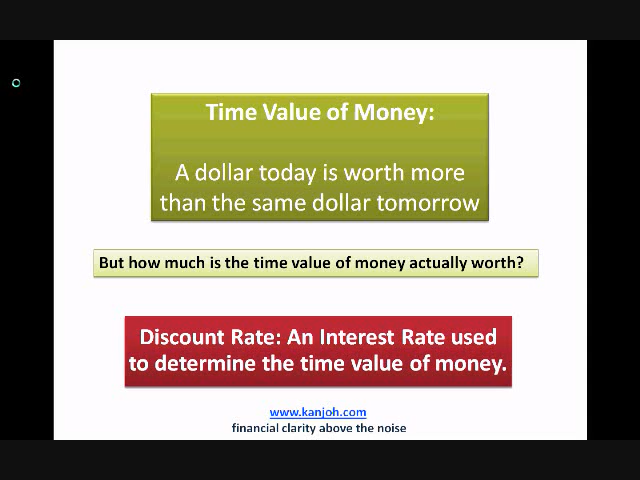 Time Value of Money:
A dollar today is worth more
than the same dollar tomorrow
But how much is the time value of money actually worth?
Discount Rate: An Interest Rate used
to determine the time value of money.
www.kanjoh.com
financial clarity above the noise